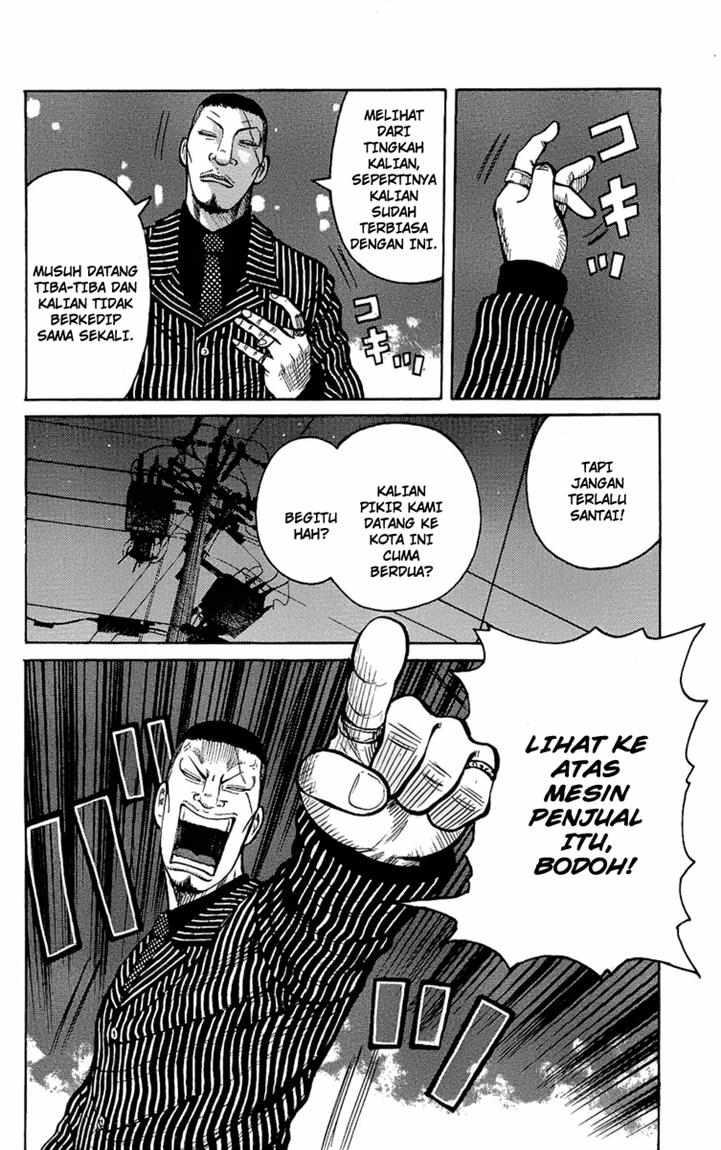 コキッ
MELIHAT
DARI
TINGKAH
KALIAN,
SEPERTINYA
KALIAN
SUDAH
TERBIASA
DENGAN INI.
MUSUH DATANG
TIBA-TIBA DAN
KALIAN TIDAK
BERKEDIP
SAMA SEKALI.
コキッ
TAPI
JANGAN
TERLALU
SANTAI!
KALIAN
PIKIR KAMI
DATANG KE
KOTA INI
CUMA
BERDUA?
BEGITU
HAH?
LIHAT KE
ATAS
MESIN
PENJUAL
ITU,
BODOH!